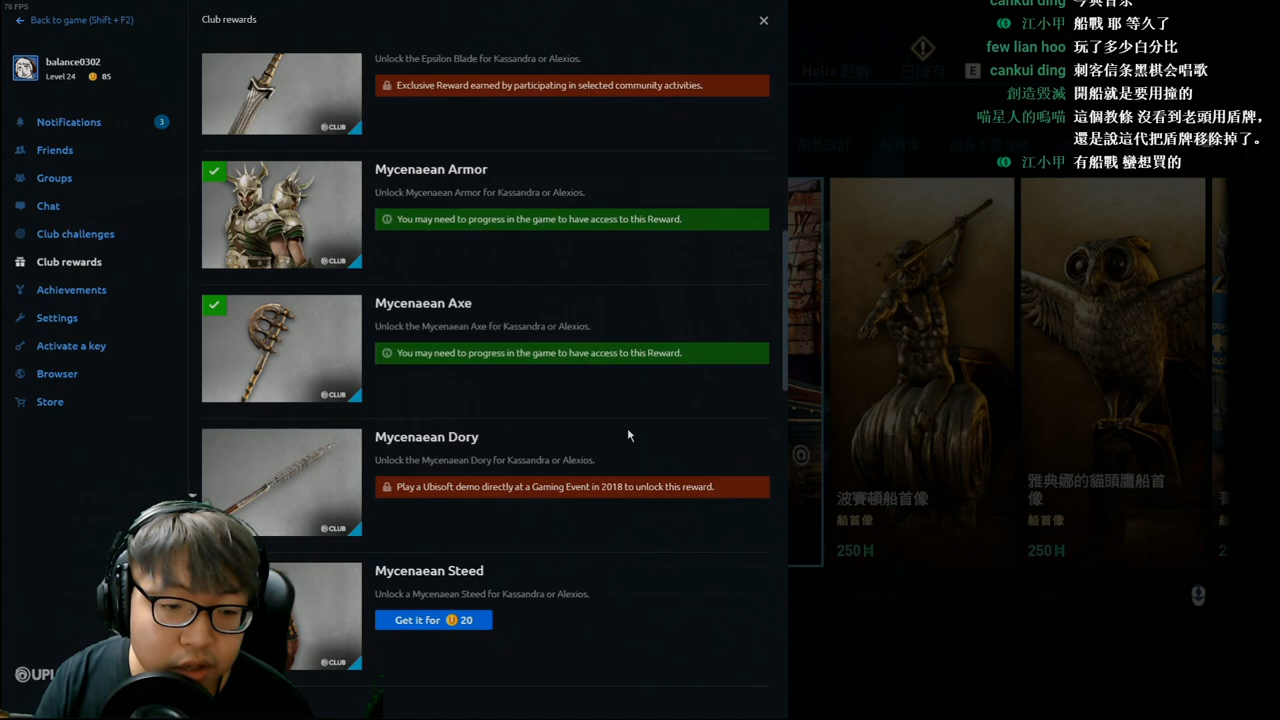 76 FPS
Back to game (Shift + F2)
balance0302
Level 24
85
Notifications
3
Friends
Groups
Chat
Club challenges
Club rewards
Achievements
Settings
Activate a key
Browser
Store
Club rewards
Unlock the Epsilon Blade for Kassandra or Alexios.
Exclusive Reward earned by participating in selected community activities.
CLUB
Mycenaean Armor
Unlock Mycenaean Armor for Kassandra or Alexios.
You may need to progress in the game to have access to this Reward.
CLUB
Mycenaean Axe
Unlock the Mycenaean Axe for Kassandra or Alexios.
You may need to progress in the game to have access to this Reward.
CLUB
Mycenaean Dory
Unlock the Mycenaean Dory for Kassandra or Alexios.
Play a Ubisoft demo directly at a Gaming Event in 2018 to unlock this reward.
CLUB
Mycenaean Steed
Unlock a Mycenaean Steed for Kassandra or Alexios.
Get it for 20
CLUB
cankui ding
江小甲 船戰 耶 等久了
few lian hoo 玩了多少白分比
cankui ding 刺客信条黑棋会唱歌
創造毀滅 開船就是要用撞的
喵星人的嗚喵 這個教條 沒看到老頭用盾牌,
還是說這代把盾牌移除掉了。
江小甲 有船戰 蠻想買的
Helix 點數
已擁有
E
波賽頓船首像
船首像
250
雅典娜的貓頭鷹船首
像
船首像
250